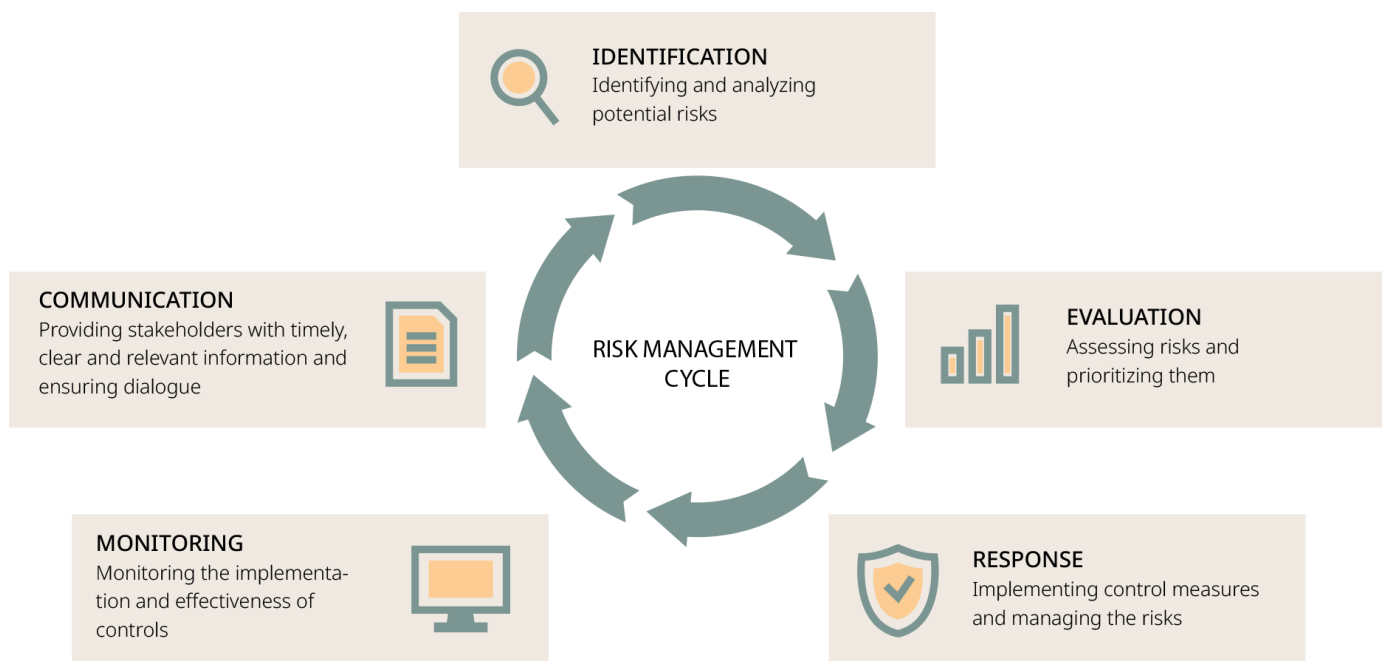 IDENTIFICATION
Identifying and analyzing
potential risks
COMMUNICATION
Providing stakeholders with timely,
clear and relevant information and
ensuring dialogue
RISK MANAGEMENT
CYCLE
EVALUATION
Assessing risks and
prioritizing them
MONITORING
Monitoring the implementa-
tion and effectiveness of
controls
RESPONSE
Implementing control measures
and managing the risks